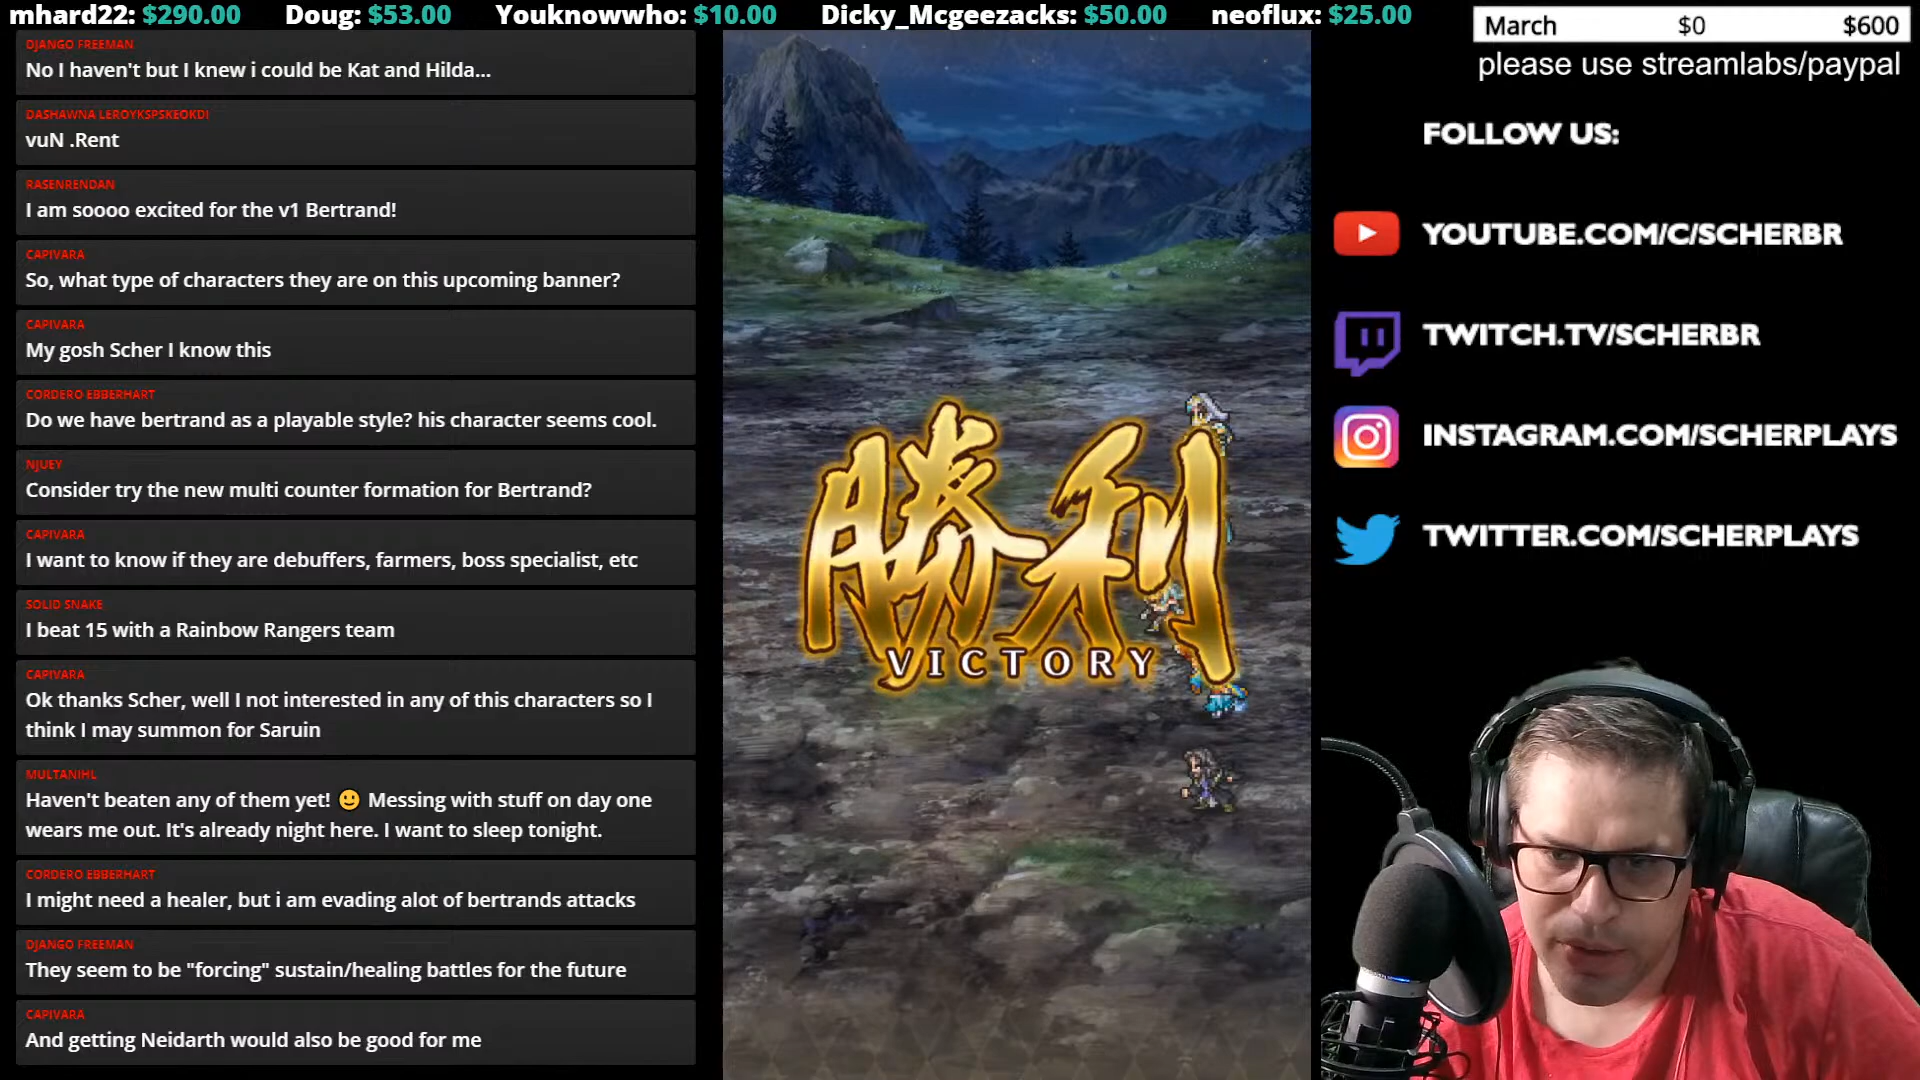 mhard22: $290.00 Doug: $53.00 Youknowwho: $10.00 Dicky_Mcgeezacks: $50.00 neoflux: $25.00
DJANGO FREEMAN
No I haven't but I knew i could be Kat and Hilda...
DASHAWNA LEROYKSPSKEOKDI
vuN .Rent
RASENRENDAN
I am soooo excited for the v1 Bertrand!
CAPIVARA
So, what type of characters they are on this upcoming banner?
CAPIVARA
My gosh Scher I know this
CORDERO EBBERHART
Do we have bertrand as a playable style? his character seems cool.
NJUEY
Consider try the new multi counter formation for Bertrand?
CAPIVARA
I want to know if they are debuffers, farmers, boss specialist, etc
SOLID SNAKE
I beat 15 with a Rainbow Rangers team
CAPIVARA
Ok thanks Scher, well I not interested in any of this characters so I
think I may summon for Saruin
MULTANIHL
Haven't beaten any of them yet! 🙂 Messing with stuff on day one
wears me out. It's already night here. I want to sleep tonight.
CORDERO EBBERHART
I might need a healer, but i am evading alot of bertrands attacks
DJANGO FREEMAN
They seem to be "forcing" sustain/healing battles for the future
CAPIVARA
And getting Neidarth would also be good for me
勝利
VICTORY
March $0 $600
please use streamlabs/paypal
FOLLOW US:
YOUTUBE.COM/C/SCHERBR
TWITCH.TV/SCHERBR
INSTAGRAM.COM/SCHERPLAYS
TWITTER.COM/SCHERPLAYS